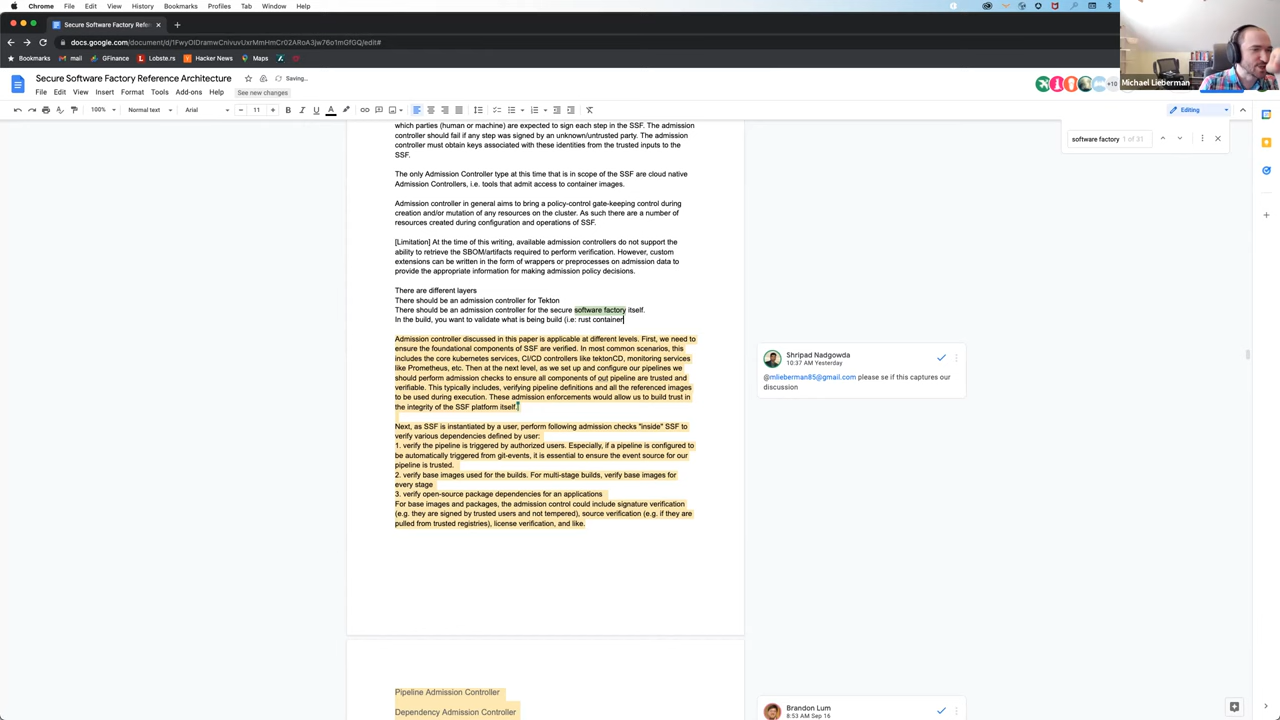 Chrome File Edit View History Bookmarks Profiles Tab Window Help
Secure Software Factory Refer
docs.google.com/document/d/1FwyOIDramwCnivuvUxrMmHmCr02ARoA3jw76o1mGfGQ/edit#
Bookmarks mail GFinance Lobste.rs Hacker News Maps
Michael Lieberman
Secure Software Factory Reference Architecture Saving...
File Edit View Insert Format Tools Add-ons Help See new changes
+10
100% Normal text Arial 11 Editing
software factory 1 of 31
which parties (human or machine) are expected to sign each step in the SSF. The admission
controller should fail if any step was signed by an unknown/untrusted party. The admission
controller must obtain keys associated with these identities from the trusted inputs to the
SSF.
The only Admission Controller type at this time that is in scope of the SSF are cloud native
Admission Controllers, i.e. tools that admit access to container images.
Admission controller in general aims to bring a policy-control gate-keeping control during
creation and/or mutation of any resources on the cluster. As such there are a number of
resources created during configuration and operations of SSF.
[Limitation] At the time of this writing, available admission controllers do not support the
ability to retrieve the SBOM/artifacts required to perform verification. However, custom
extensions can be written in the form of wrappers or preprocesses on admission data to
provide the appropriate information for making admission policy decisions.
There are different layers
There should be an admission controller for Tekton
There should be an admission controller for the secure software factory itself.
In the build, you want to validate what is being build (i.e: rust container
Admission controller discussed in this paper is applicable at different levels. First, we need to
ensure the foundational components of SSF are verified. In most common scenarios, this
includes the core kubernetes services, CI/CD controllers like tektonCD, monitoring services
like Prometheus, etc. Then at the next level, as we set up and configure our pipelines we
should perform admission checks to ensure all components of out pipeline are trusted and
verifiable. This typically includes, verifying pipeline definitions and all the referenced images
to be used during execution. These admission enforcements would allow us to build trust in
the integrity of the SSF platform itself.
Next, as SSF is instantiated by a user, perform following admission checks "inside" SSF to
verify various dependencies defined by user:
1. verify the pipeline is triggered by authorized users. Especially, if a pipeline is configured to
be automatically triggered from git-events, it is essential to ensure the event source for our
pipeline is trusted.
2. verify base images used for the builds. For multi-stage builds, verify base images for
every stage
3. verify open-source package dependencies for an applications
For base images and packages, the admission control could include signature verification
(e.g. they are signed by trusted users and not tempered), source verification (e.g. if they are
pulled from trusted registries), license verification, and like.
Shripad Nadgowda
10:37 AM Yesterday
@mlieberman85@gmail.com please se if this captures our
discussion
Pipeline Admission Controller
Dependency Admission Controller
Brandon Lum
8:53 AM Sep 16